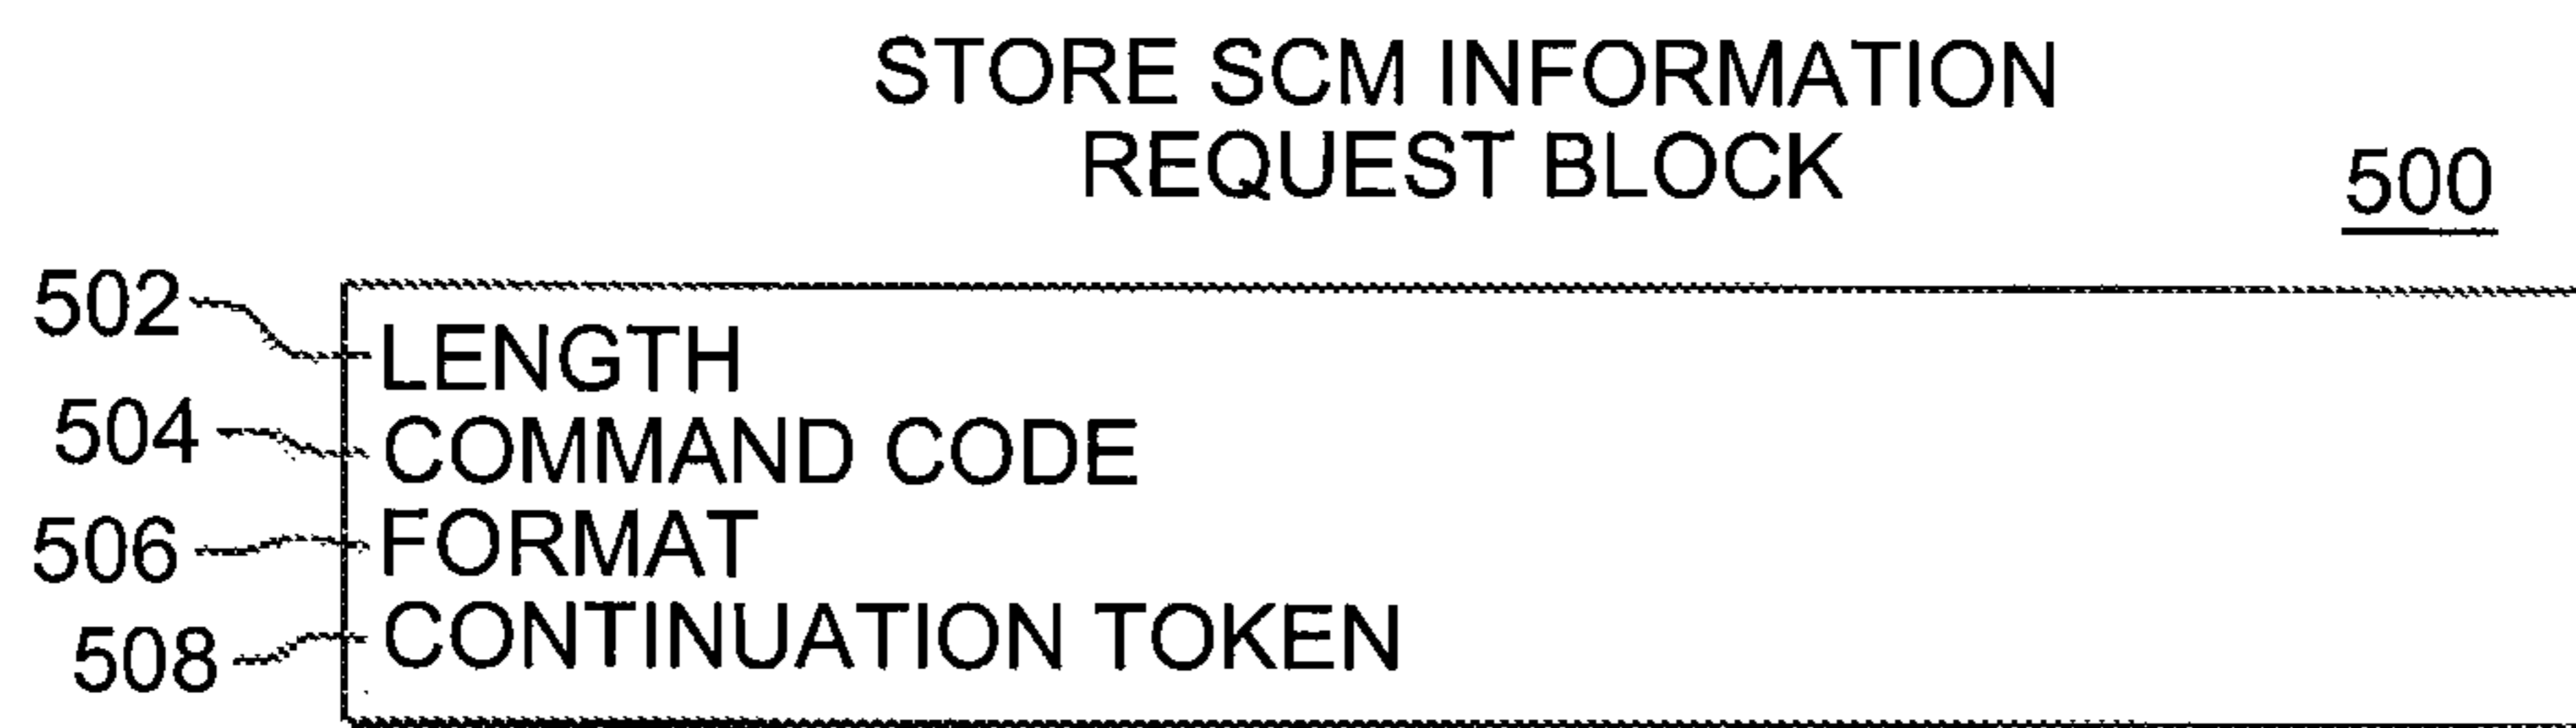 STORE SCM INFORMATION
REQUEST BLOCK
500
502 LENGTH
504 COMMAND CODE
506 FORMAT
508 CONTINUATION TOKEN